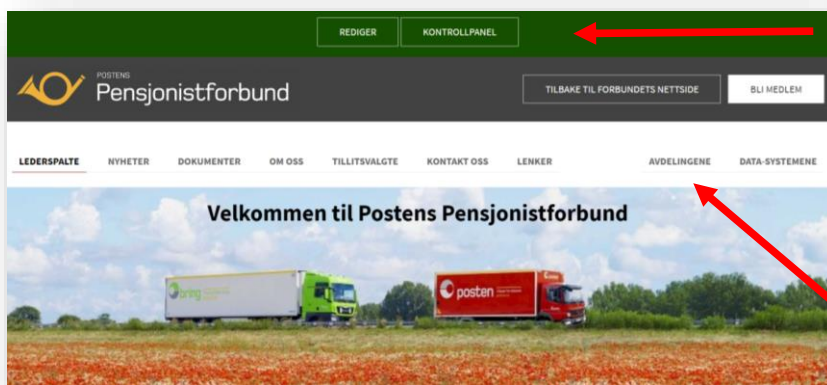 REDIGER KONTROLLPANEL
POSTENS
Pensjonistforbund
TILBAKE TIL FORBUNDETS NETTSIDE BLI MEDLEM
LEDERSPALTE NYHETER DOKUMENTER OM OSS TILLITSVALGTE KONTAKT OSS LENKER AVDELINGENE DATA-SYSTEMENE
Velkommen til Postens Pensjonistforbund
bring
posten